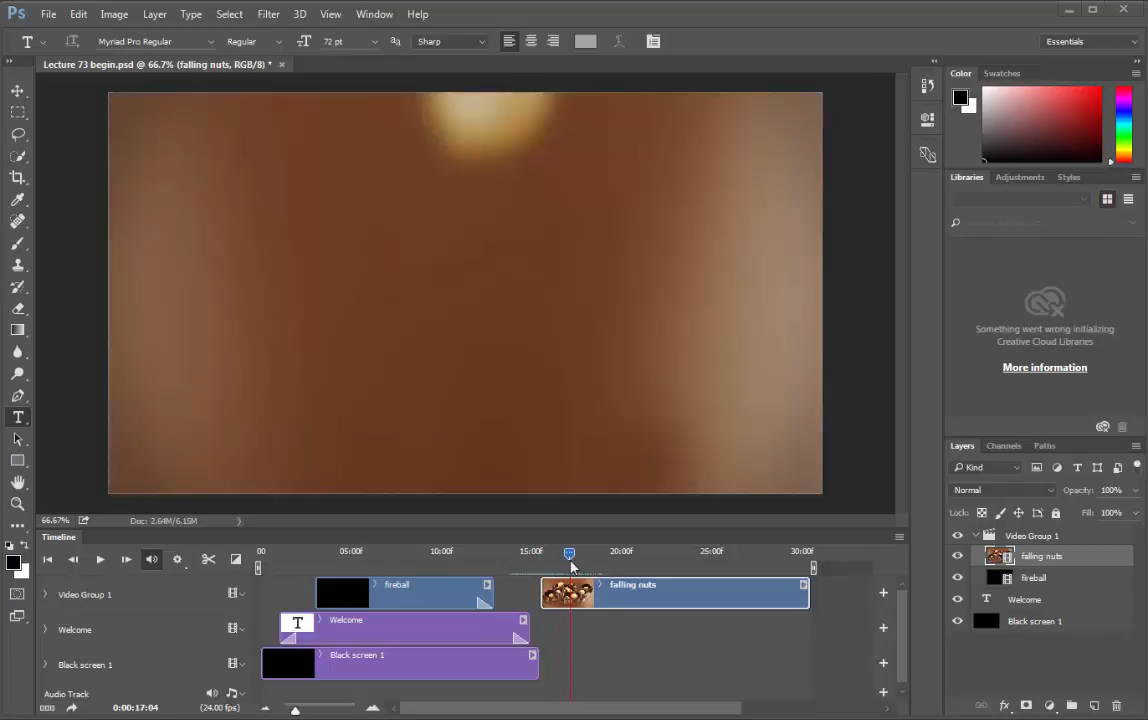 Ps File Edit Image Layer Type Select Filter 3D View Window Help
T Myriad Pro Regular Regular 72 pt Sharp Essentials
Lecture 73 begin.psd @ 66.7% (falling nuts, RGB/8) * ×
Color Swatches
Libraries Adjustments Styles
Something went wrong initializing
Creative Cloud Libraries
More information
Layers Channels Paths
Kind
Normal Opacity: 100%
Lock: Fill: 100%
Video Group 1
falling nuts
fireball
Welcome
Black screen 1
66.67% Doc: 2.64M/6.15M
Timeline
00 05:00f 10:00f 15:00f 20:00f 25:00f 30:00f
Video Group 1 fireball falling nuts
Welcome T Welcome
Black screen 1 Black screen 1
Audio Track
0:00:17:04 (24.00 fps)